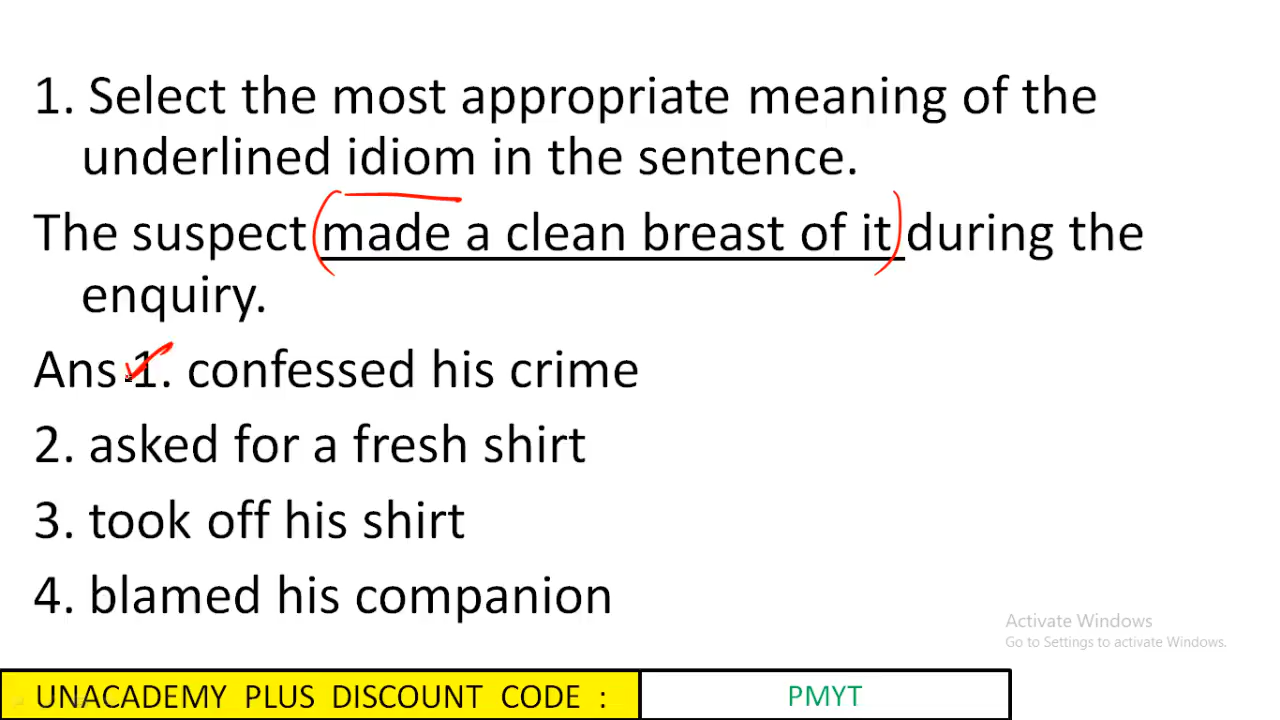 1. Select the most appropriate meaning of the
underlined idiom in the sentence.
The suspect made a clean breast of it during the
enquiry.
Ans 1. confessed his crime
2. asked for a fresh shirt
3. took off his shirt
4. blamed his companion
Activate Windows
Go to Settings to activate Windows.
UNACADEMY PLUS DISCOUNT CODE : PMYT